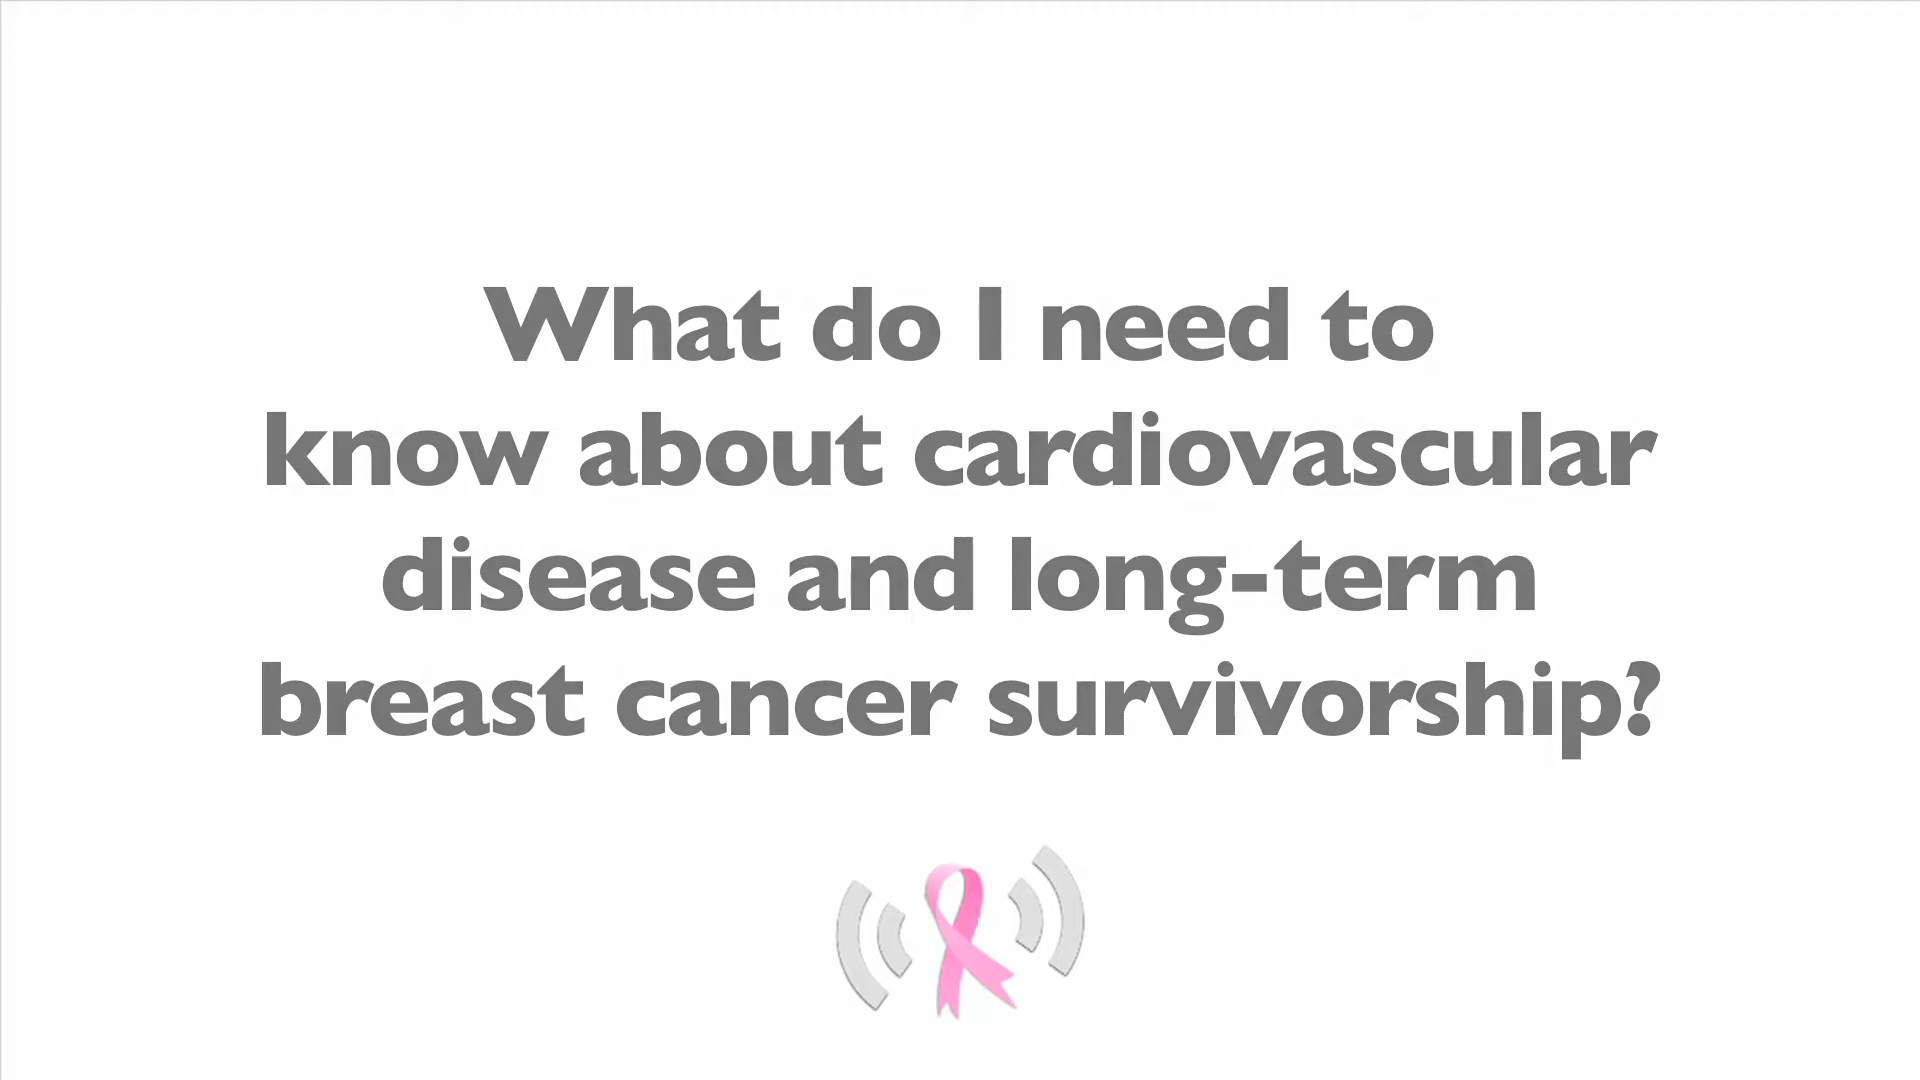 What do I need to
know about cardiovascular
disease and long-term
breast cancer survivorship?